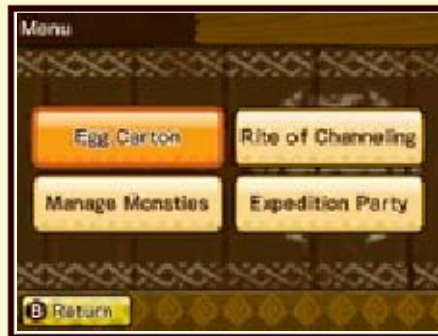 Menu
Egg Carton
Rite of Channeling
Manage Monsties
Expedition Party
B Return